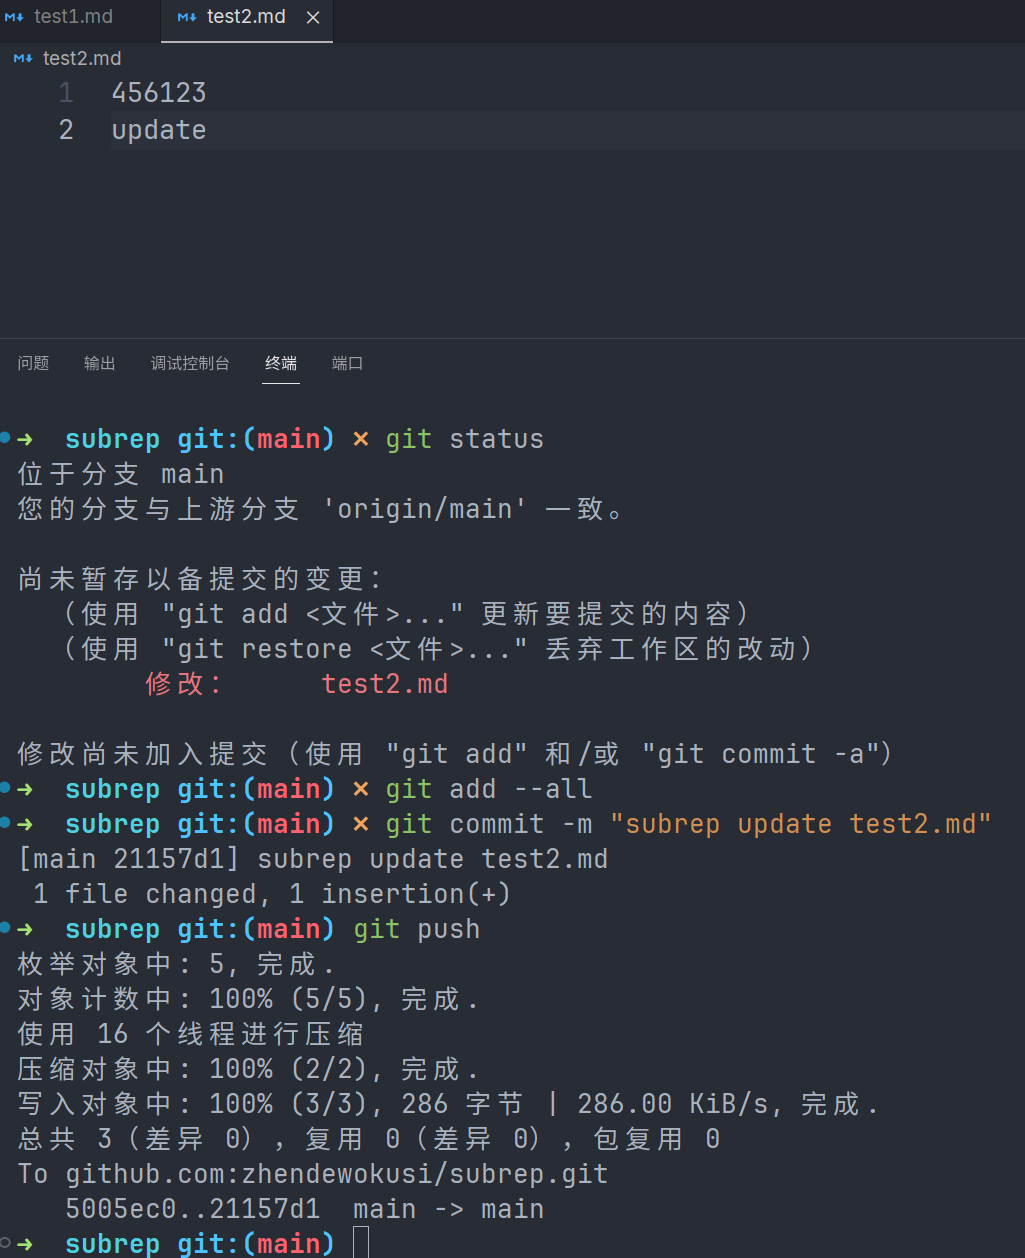 test1.md test2.md ×
test2.md
1 456123
2 update
问题 输出 调试控制台 终端 端口
➜ subrep git:(main) × git status
位于分支 main
您的分支与上游分支 'origin/main' 一致。
尚未暂存以备提交的变更：
（使用 "git add <文件>..." 更新要提交的内容）
（使用 "git restore <文件>..." 丢弃工作区的改动）
修改： test2.md
修改尚未加入提交（使用 "git add" 和/或 "git commit -a"）
➜ subrep git:(main) × git add --all
➜ subrep git:(main) × git commit -m "subrep update test2.md"
[main 21157d1] subrep update test2.md
1 file changed, 1 insertion(+)
➜ subrep git:(main) git push
枚举对象中: 5, 完成.
对象计数中: 100% (5/5), 完成.
使用 16 个线程进行压缩
压缩对象中: 100% (2/2), 完成.
写入对象中: 100% (3/3), 286 字节 | 286.00 KiB/s, 完成.
总共 3（差异 0），复用 0（差异 0），包复用 0
To github.com:zhendewokusi/subrep.git
5005ec0..21157d1 main -> main
➜ subrep git:(main)